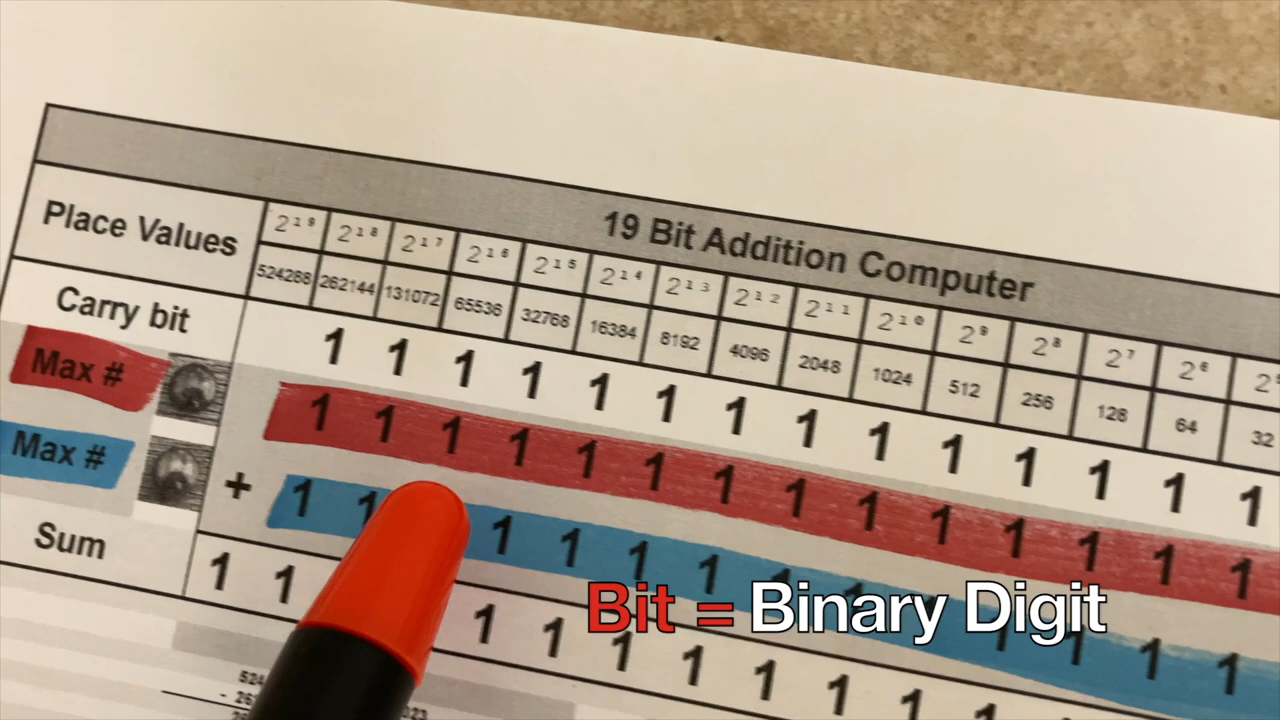 19 Bit Addition Computer
Place Values 2¹⁹ 2¹⁸ 2¹⁷ 2¹⁶ 2¹⁵ 2¹⁴ 2¹³ 2¹² 2¹¹ 2¹⁰ 2⁹ 2⁸ 2⁷ 2⁶ 2⁵
524288 262144 131072 65536 32768 16384 8192 4096 2048 1024 512 256 128 64 32
Carry bit 1 1 1 1 1 1 1 1 1 1 1 1 1 1
Max # 1 1 1 1 1 1 1 1 1 1 1 1 1 1
Max # + 1 1 1 1 1 1 1 1 1 1 1 1 1
Sum 1 1 1 1 1 1 1 1 1
Bit = Binary Digit